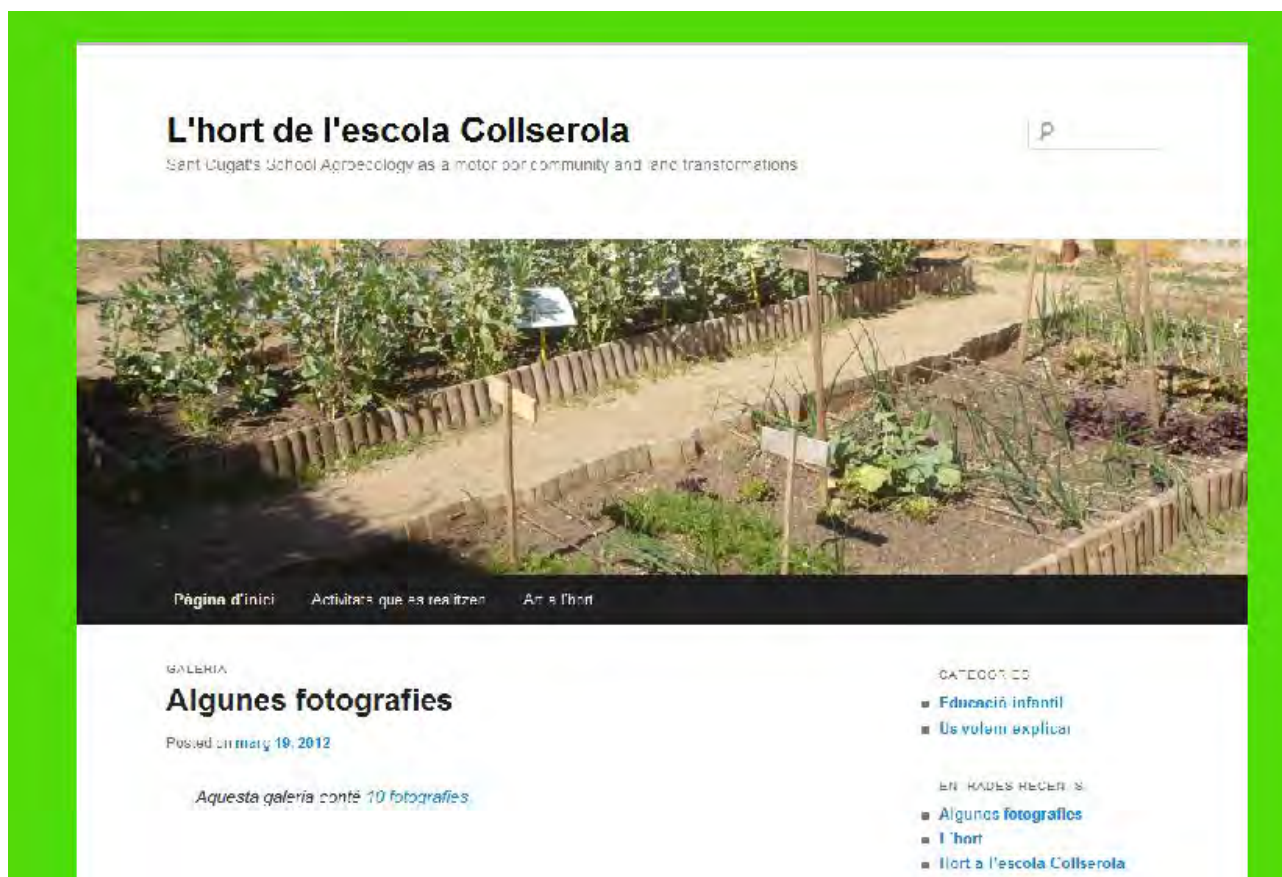 L'hort de l'escola Collserola
Sant Cugat's School Agroecology as a motor por community and land transformations
Pàgina d'inici
Activitats que es realitzen
Art a l'hort
GALERIA
Algunes fotografies
Posted on març 19, 2012
Aquesta galeria conté 10 fotografies
CATEGORIES
Educació infantil
Us volem explicar
ENTRADES RECENTS
Algunes fotografies
L'hort
Hort a l'escola Collserola